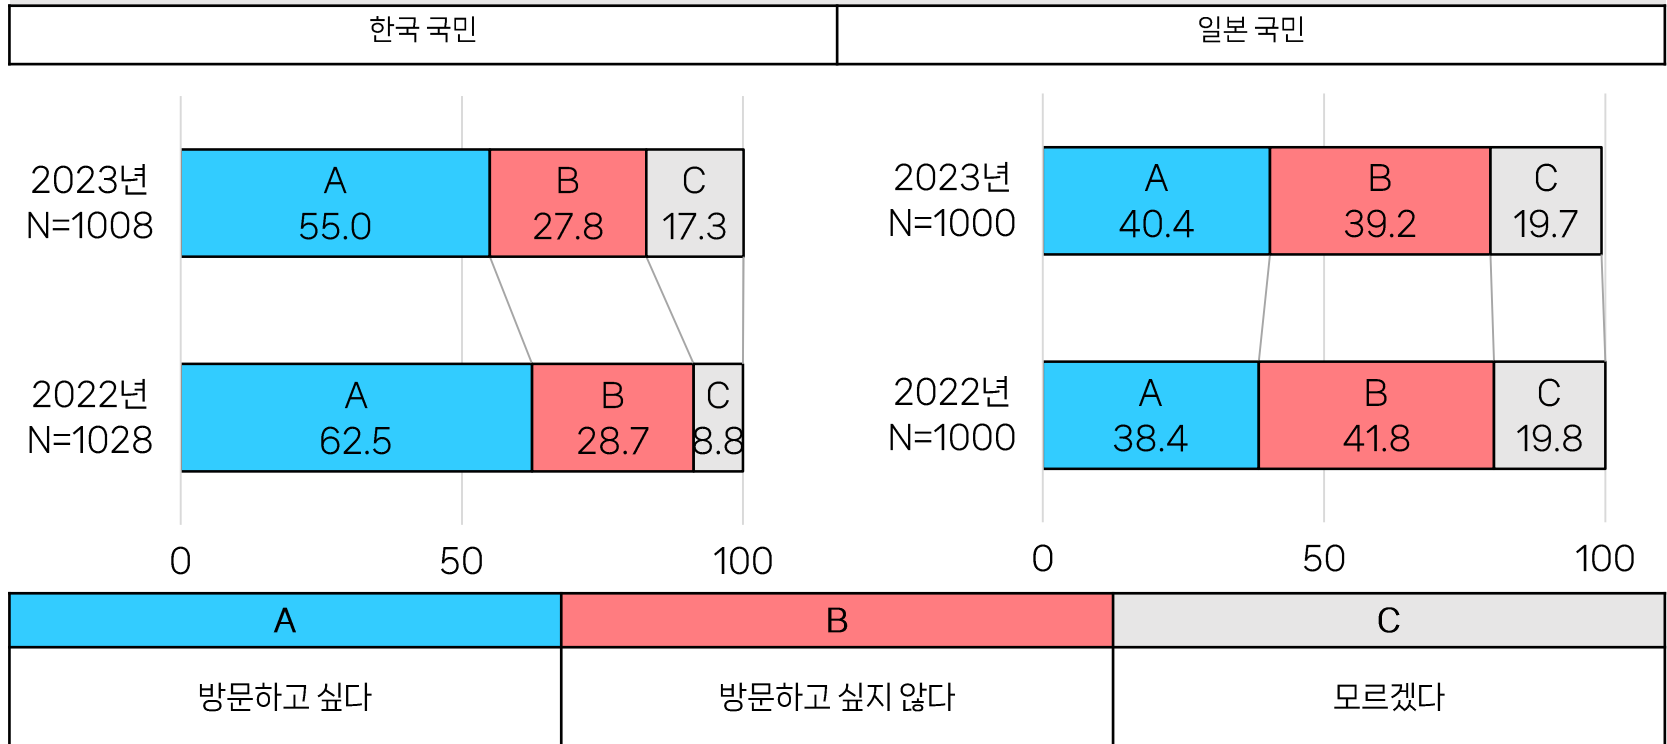 한국 국민
일본 국민
2023년
N=1008
A
55.0
B
27.8
C
17.3
2022년
N=1028
A
62.5
B
28.7
C
8.8
0
50
100
2023년
N=1000
A
40.4
B
39.2
C
19.7
2022년
N=1000
A
38.4
B
41.8
C
19.8
0
50
100
A
B
C
방문하고 싶다
방문하고 싶지 않다
모르겠다